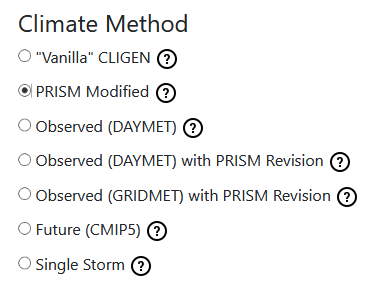 Climate Method
"Vanilla" CLIGEN ?
PRISM Modified ?
Observed (DAYMET) ?
Observed (DAYMET) with PRISM Revision ?
Observed (GRIDMET) with PRISM Revision ?
Future (CMIP5) ?
Single Storm ?